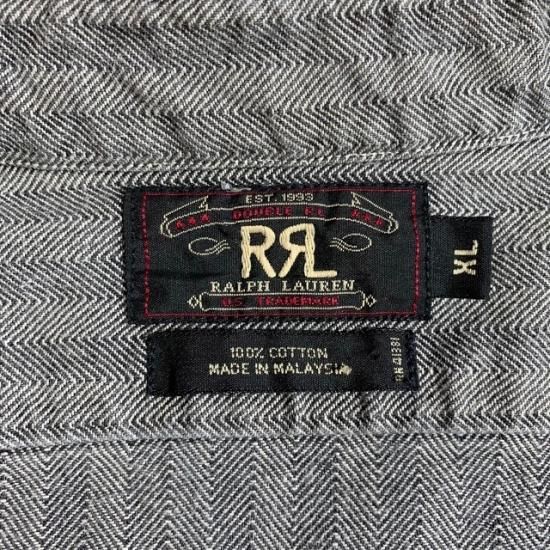 EST. 1993
DOUBLE RL
RRL
RALPH LAUREN
U.S. TRADEMARK
XL
100% COTTON
MADE IN MALAYSIA
RN 41381